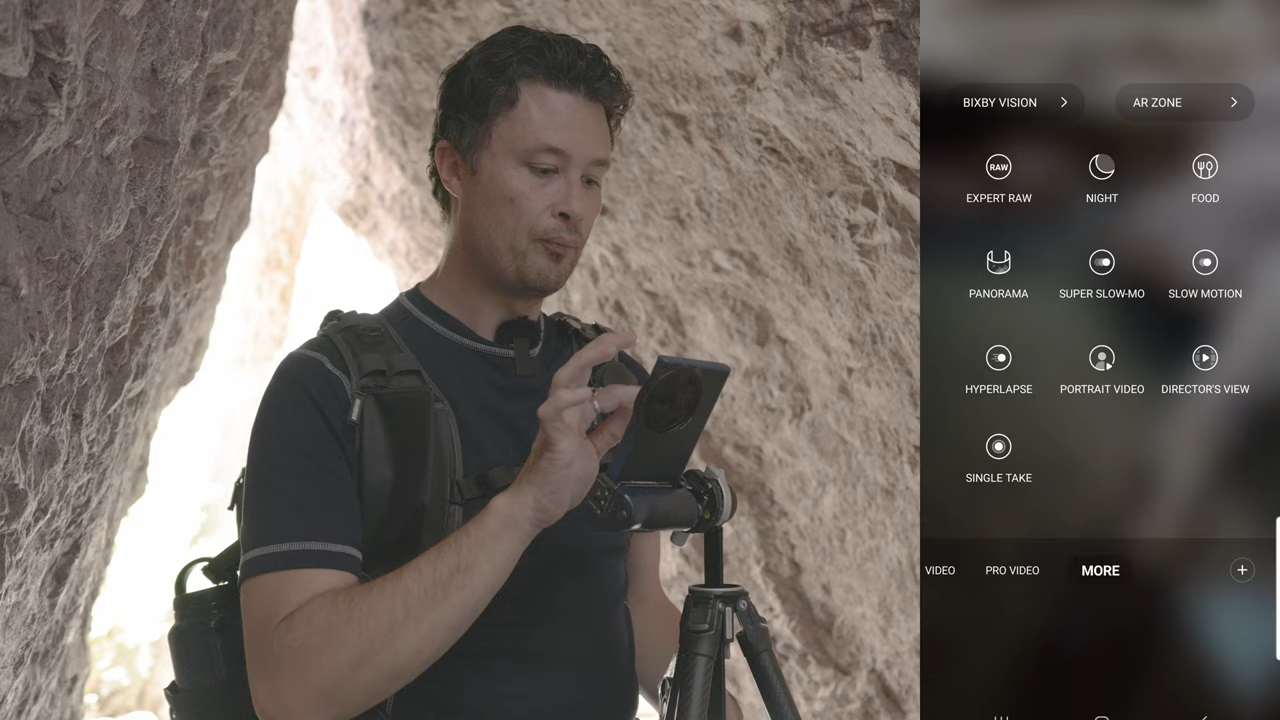 BIXBY VISION
AR ZONE
RAW
EXPERT RAW
NIGHT
FOOD
PANORAMA
SUPER SLOW-MO
SLOW MOTION
HYPERLAPSE
PORTRAIT VIDEO
DIRECTOR'S VIEW
SINGLE TAKE
VIDEO
PRO VIDEO
MORE